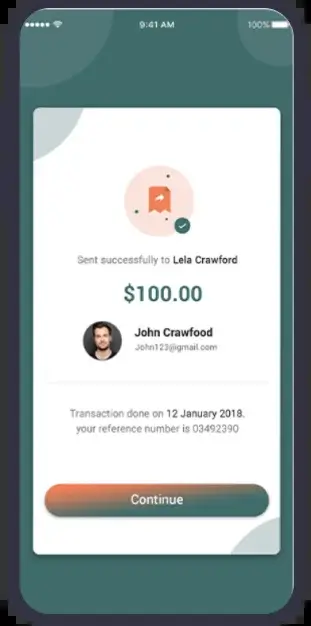 9:41 AM
100%
Sent successfully to Lela Crawford
$100.00
John Crawfood
John123@gmail.com
Transaction done on 12 January 2018.
your reference number is 03492390
Continue